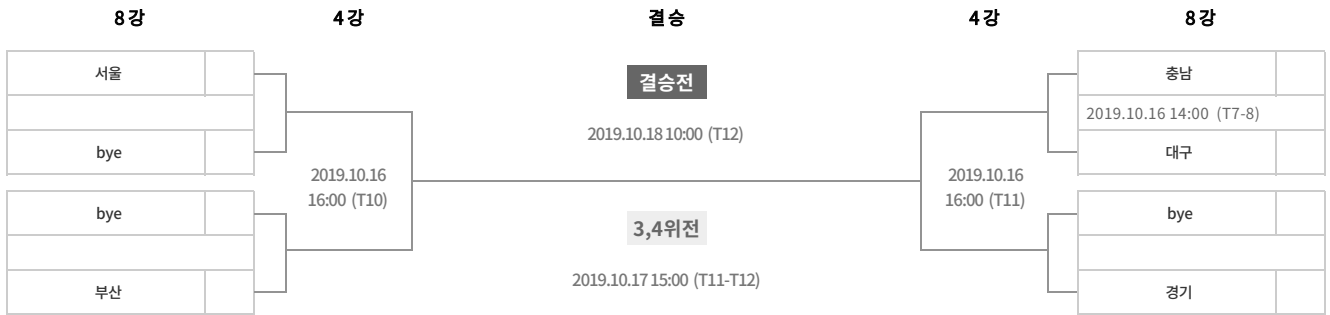 8강 4강 결승 4강 8강
서울
bye
2019.10.16
16:00 (T10)
bye
부산
결승전
2019.10.18 10:00 (T12)
3,4위전
2019.10.17 15:00 (T11-T12)
충남
2019.10.16 14:00 (T7-8)
대구
2019.10.16
16:00 (T11)
bye
경기